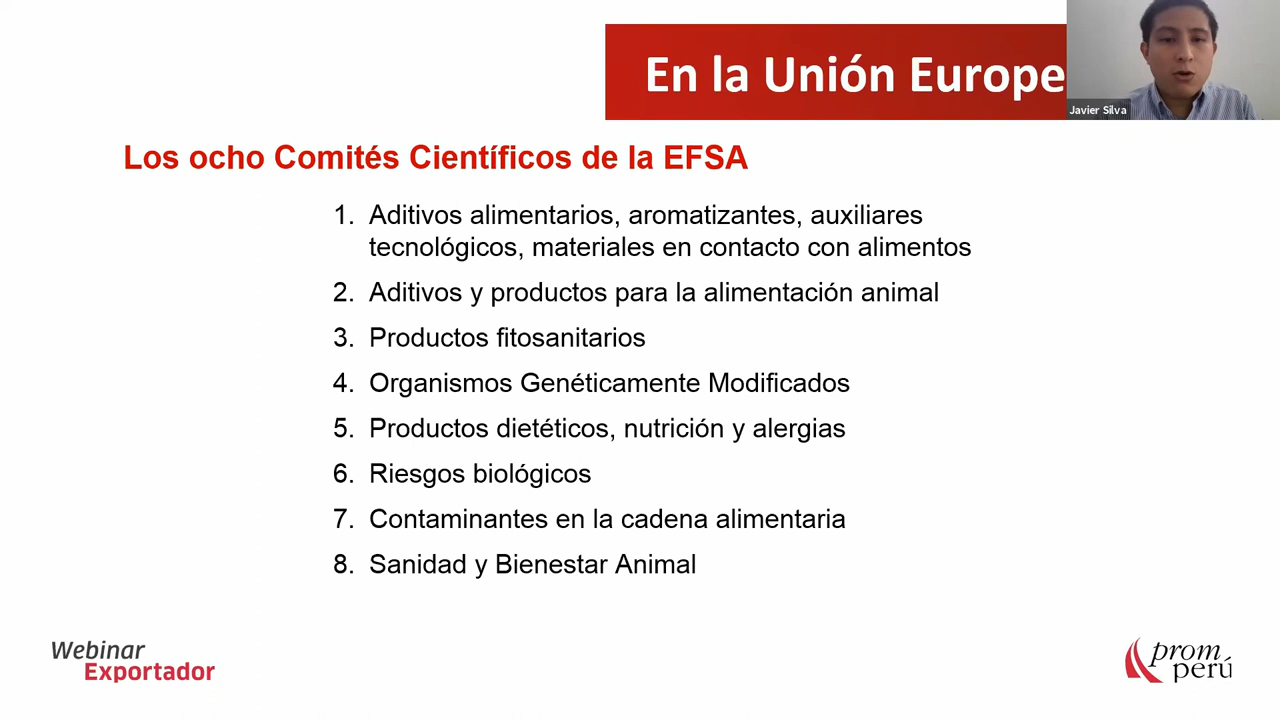 En la Unión Europe
Javier Silva
Los ocho Comités Científicos de la EFSA
1. Aditivos alimentarios, aromatizantes, auxiliares
tecnológicos, materiales en contacto con alimentos
2. Aditivos y productos para la alimentación animal
3. Productos fitosanitarios
4. Organismos Genéticamente Modificados
5. Productos dietéticos, nutrición y alergias
6. Riesgos biológicos
7. Contaminantes en la cadena alimentaria
8. Sanidad y Bienestar Animal
Webinar
Exportador
prom
perú